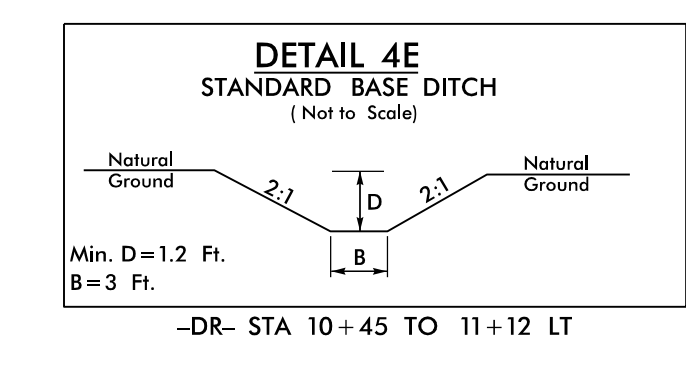 DETAIL 4E
STANDARD BASE DITCH
( Not to Scale)
Natural
Ground
2:1
D
2:1
Natural
Ground
B
Min. D=1.2 Ft.
B=3 Ft.
–DR– STA 10+45 TO 11+12 LT